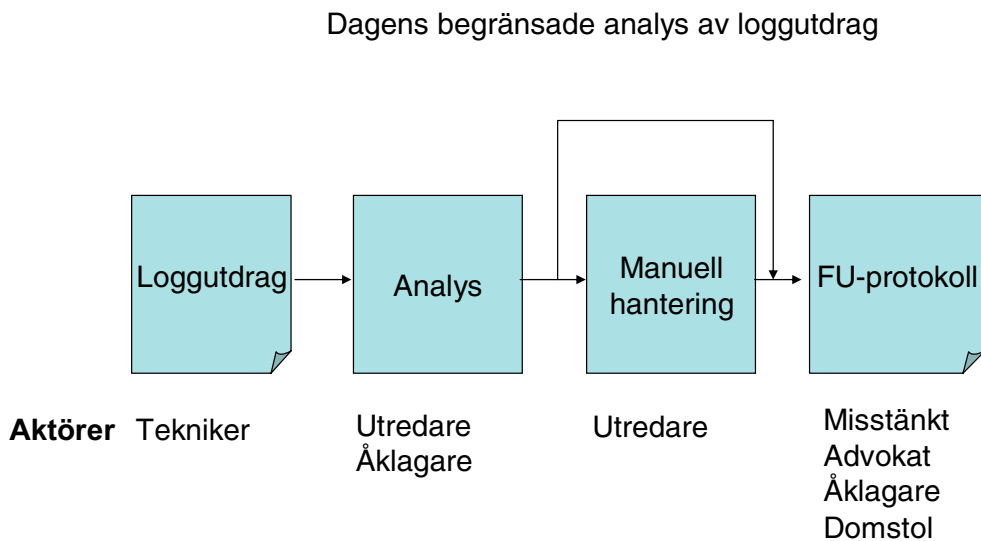 Dagens begränsade analys av loggutdrag
Loggutdrag
Analys
Manuell
hantering
FU-protokoll
Aktörer
Tekniker
Utredare
Åklagare
Utredare
Misstänkt
Advokat
Åklagare
Domstol